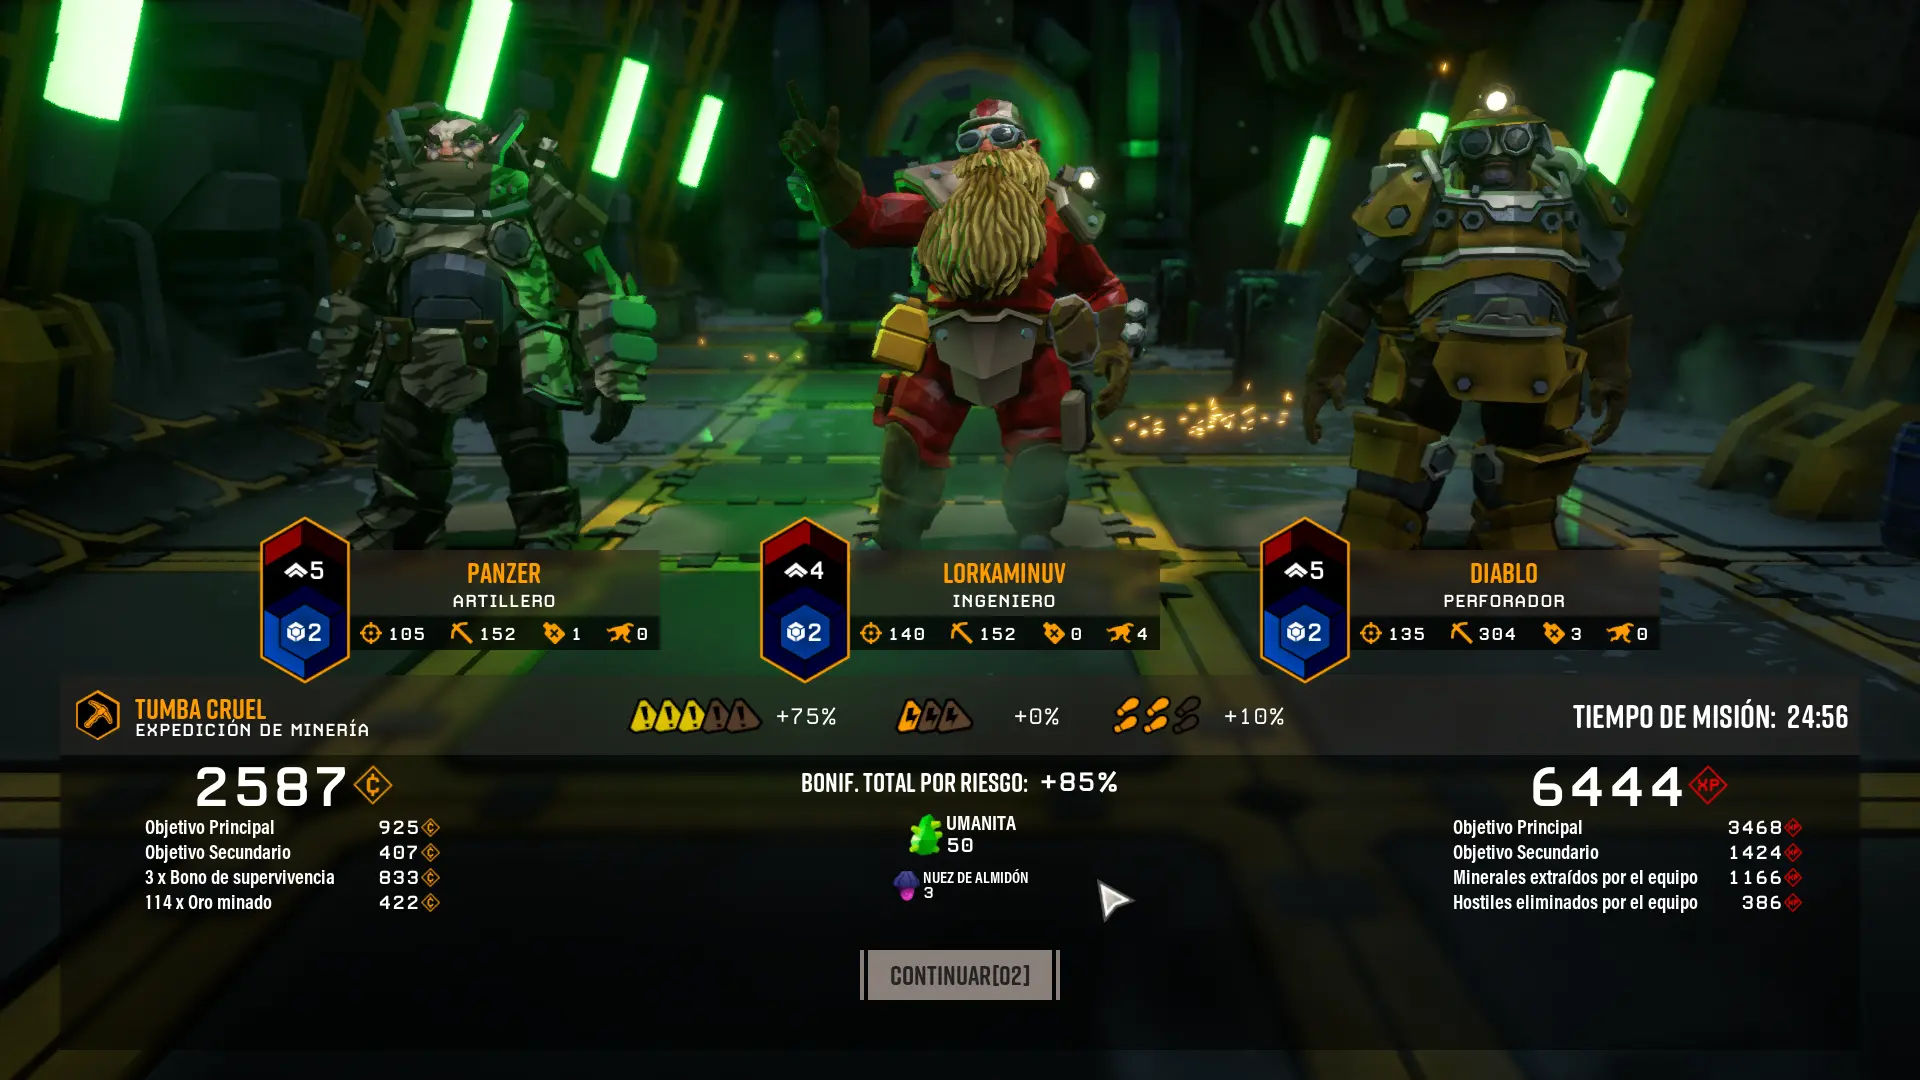 5
PANZER
ARTILLERO
2
105
152
1
0
4
LORKAMINUV
INGENIERO
2
140
152
0
4
5
DIABLO
PERFORADOR
2
135
304
3
0
TUMBA CRUEL
EXPEDICIÓN DE MINERÍA
+75%
+0%
+10%
TIEMPO DE MISIÓN: 24:56
2587
Objetivo Principal 925
Objetivo Secundario 407
3 x Bono de supervivencia 833
114 x Oro minado 422
BONIF. TOTAL POR RIESGO: +85%
UMANITA
50
NUEZ DE ALMIDÓN
3
6444 XP
Objetivo Principal 3468
Objetivo Secundario 1424
Minerales extraídos por el equipo 1166
Hostiles eliminados por el equipo 386
CONTINUAR[02]